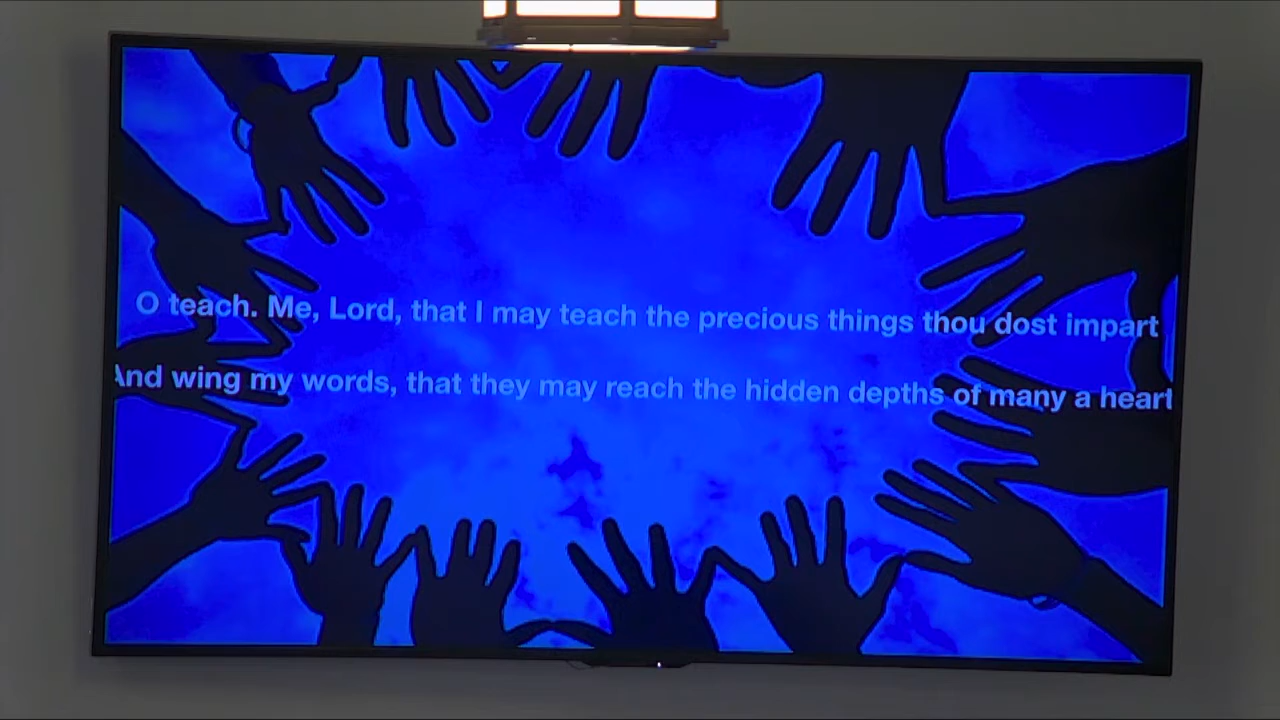 O teach. Me, Lord, that I may teach the precious things thou dost impart
And wing my words, that they may reach the hidden depths of many a heart